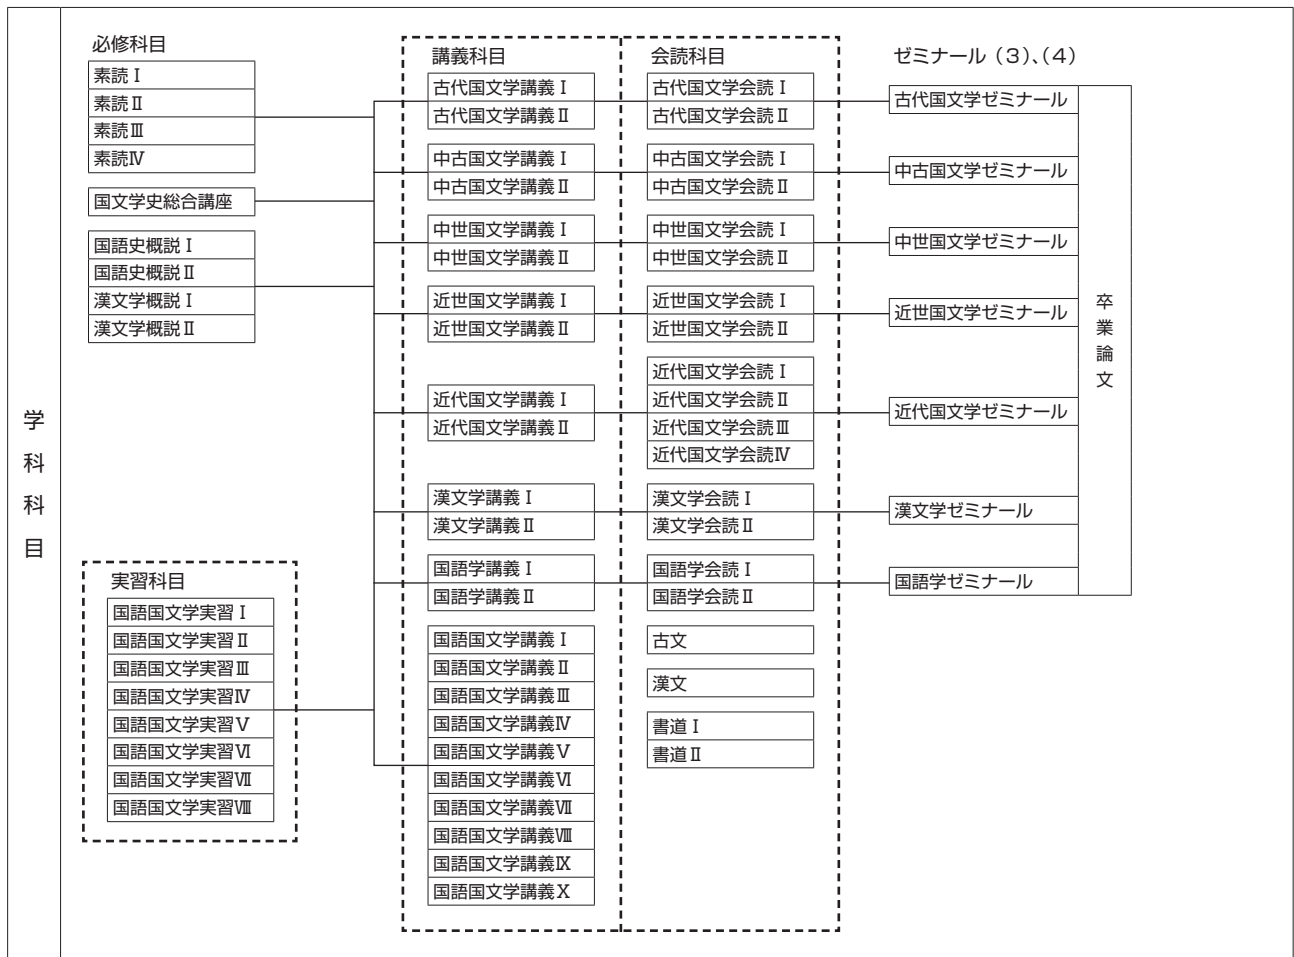 学科科目
必修科目
素読Ⅰ
素読Ⅱ
素読Ⅲ
素読Ⅳ
国文学史総合講座
国語史概説Ⅰ
国語史概説Ⅱ
漢文学概説Ⅰ
漢文学概説Ⅱ
実習科目
国語国文学実習Ⅰ
国語国文学実習Ⅱ
国語国文学実習Ⅲ
国語国文学実習Ⅳ
国語国文学実習Ⅴ
国語国文学実習Ⅵ
国語国文学実習Ⅶ
国語国文学実習Ⅷ
講義科目
古代国文学講義Ⅰ
古代国文学講義Ⅱ
中古国文学講義Ⅰ
中古国文学講義Ⅱ
中世国文学講義Ⅰ
中世国文学講義Ⅱ
近世国文学講義Ⅰ
近世国文学講義Ⅱ
近代国文学講義Ⅰ
近代国文学講義Ⅱ
漢文学講義Ⅰ
漢文学講義Ⅱ
国語学講義Ⅰ
国語学講義Ⅱ
国語国文学講義Ⅰ
国語国文学講義Ⅱ
国語国文学講義Ⅲ
国語国文学講義Ⅳ
国語国文学講義Ⅴ
国語国文学講義Ⅵ
国語国文学講義Ⅶ
国語国文学講義Ⅷ
国語国文学講義Ⅸ
国語国文学講義Ⅹ
会読科目
古代国文学会読Ⅰ
古代国文学会読Ⅱ
中古国文学会読Ⅰ
中古国文学会読Ⅱ
中世国文学会読Ⅰ
中世国文学会読Ⅱ
近世国文学会読Ⅰ
近世国文学会読Ⅱ
近代国文学会読Ⅰ
近代国文学会読Ⅱ
近代国文学会読Ⅲ
近代国文学会読Ⅳ
漢文学会読Ⅰ
漢文学会読Ⅱ
国語学会読Ⅰ
国語学会読Ⅱ
古文
漢文
書道Ⅰ
書道Ⅱ
ゼミナール（3）、（4）
古代国文学ゼミナール
中古国文学ゼミナール
中世国文学ゼミナール
近世国文学ゼミナール
近代国文学ゼミナール
漢文学ゼミナール
国語学ゼミナール
卒業論文